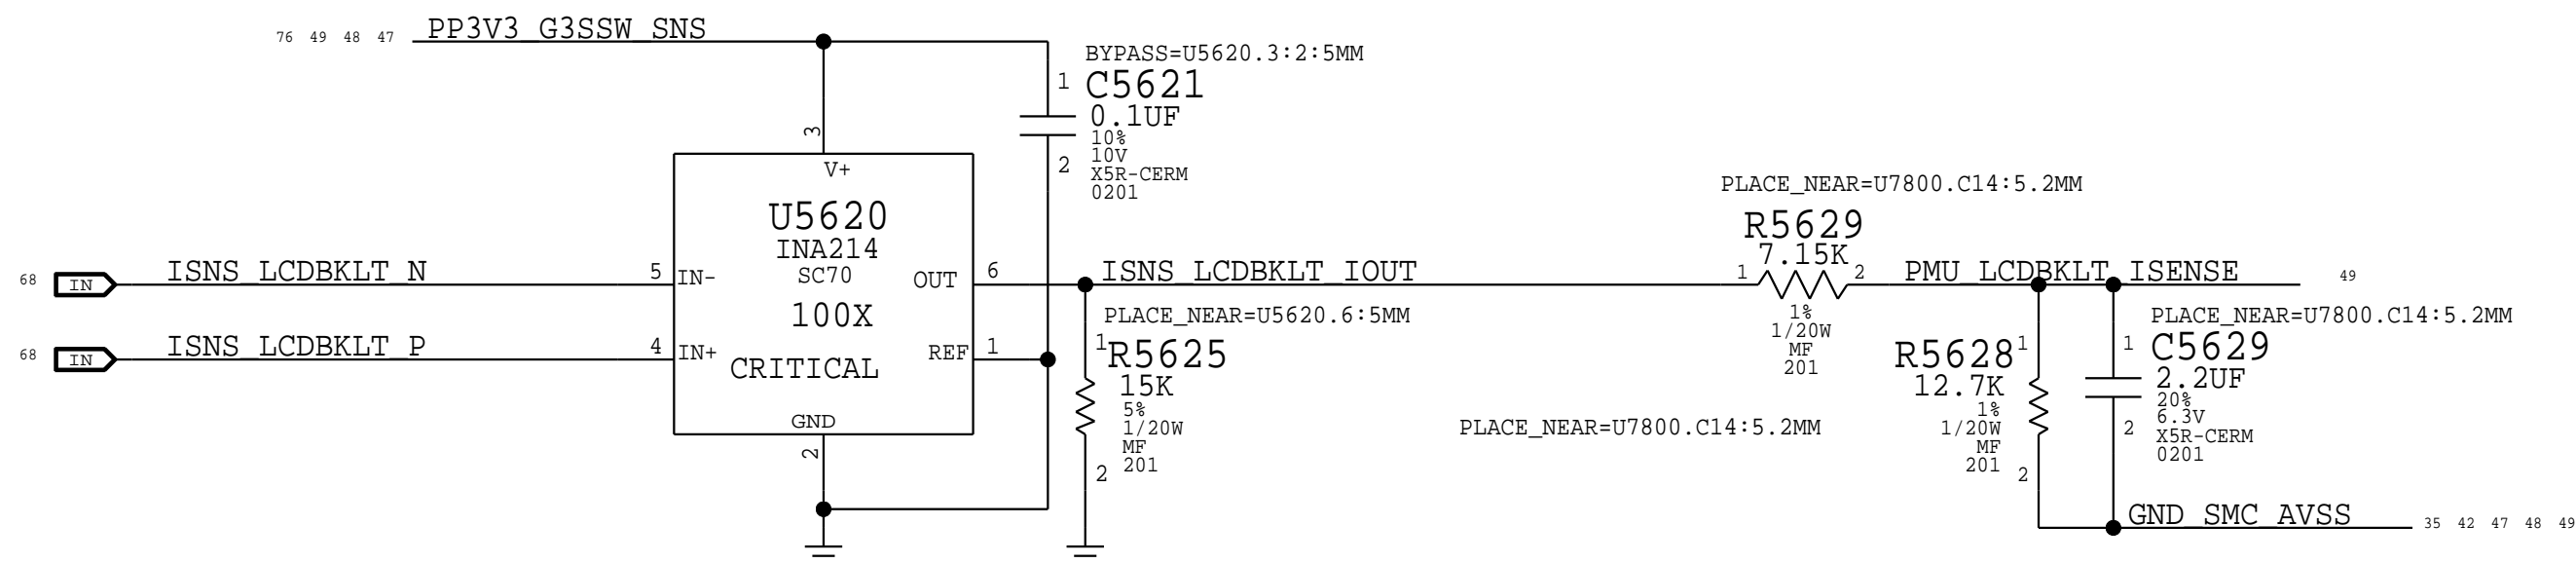 76 49 48 47 PP3V3_G3SSW_SNS
BYPASS=U5620.3:2:5MM
1 C5621
0.1UF
10%
10V
2 X5R-CERM
0201
3
V+
U5620
INA214
SC70
100X
CRITICAL
68 IN ISNS_LCDBKLT_N 5 IN-
68 IN ISNS_LCDBKLT_P 4 IN+
OUT 6 ISNS_LCDBKLT_IOUT
REF 1
GND
2
PLACE_NEAR=U5620.6:5MM
1 R5625
15K
5%
1/20W
MF
2 201
PLACE_NEAR=U7800.C14:5.2MM
R5629
7.15K
1 2 PMU_LCDBKLT_ISENSE 49
1%
1/20W
MF
201
PLACE_NEAR=U7800.C14:5.2MM
R5628 1
12.7K
1%
1/20W
MF
201 2
PLACE_NEAR=U7800.C14:5.2MM
1 C5629
2.2UF
20%
6.3V
2 X5R-CERM
0201
GND_SMC_AVSS 35 42 47 48 49